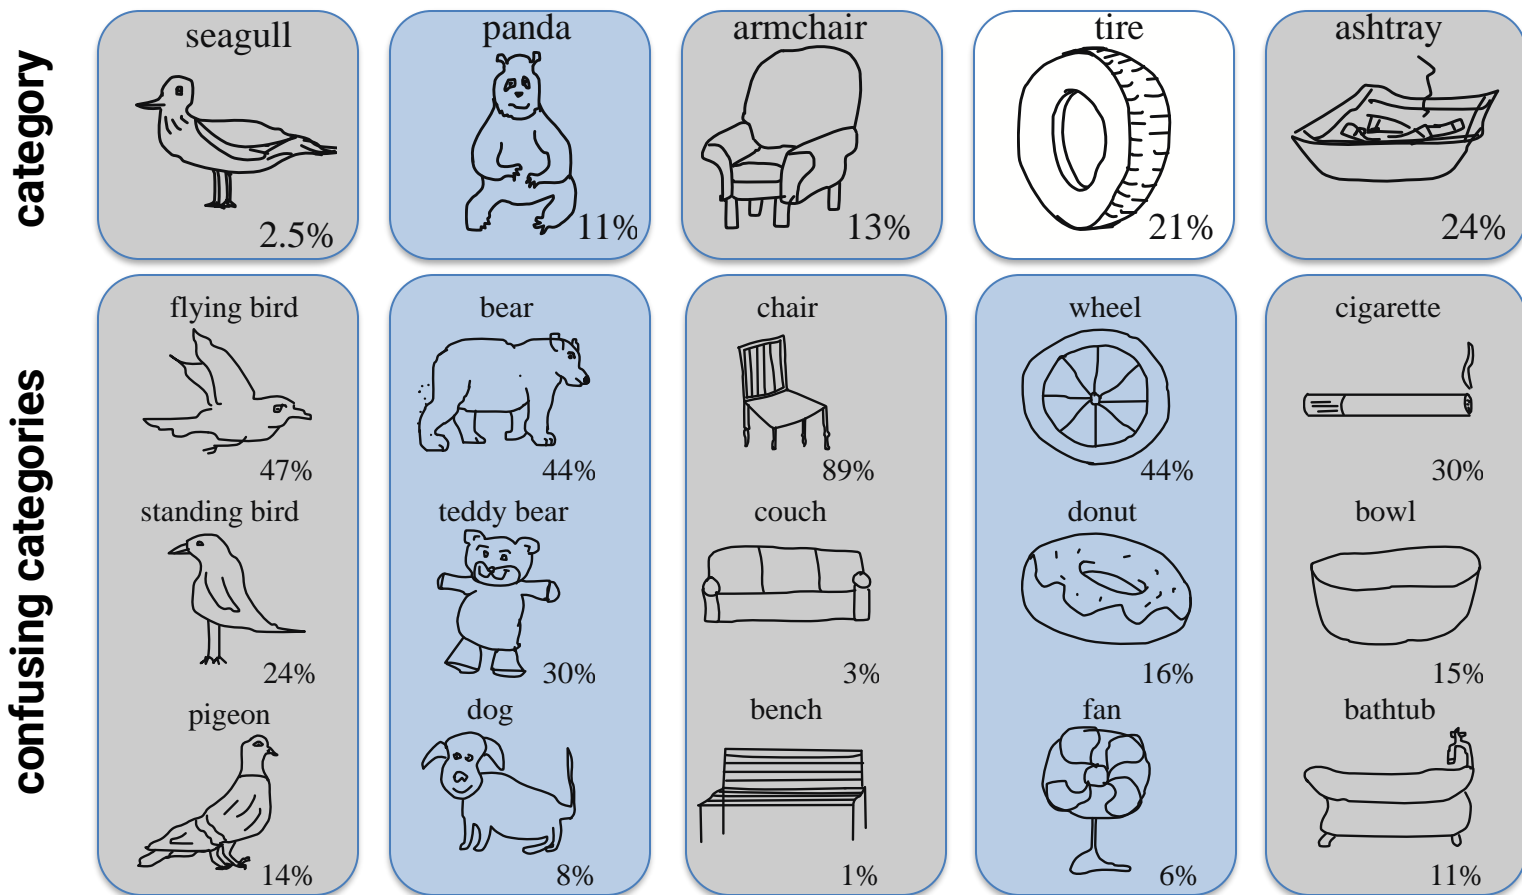 category
seagull
2.5%
panda
11%
armchair
13%
tire
21%
ashtray
24%
confusing categories
flying bird
47%
standing bird
24%
pigeon
14%
bear
44%
teddy bear
30%
dog
8%
chair
89%
couch
3%
bench
1%
wheel
44%
donut
16%
fan
6%
cigarette
30%
bowl
15%
bathtub
11%